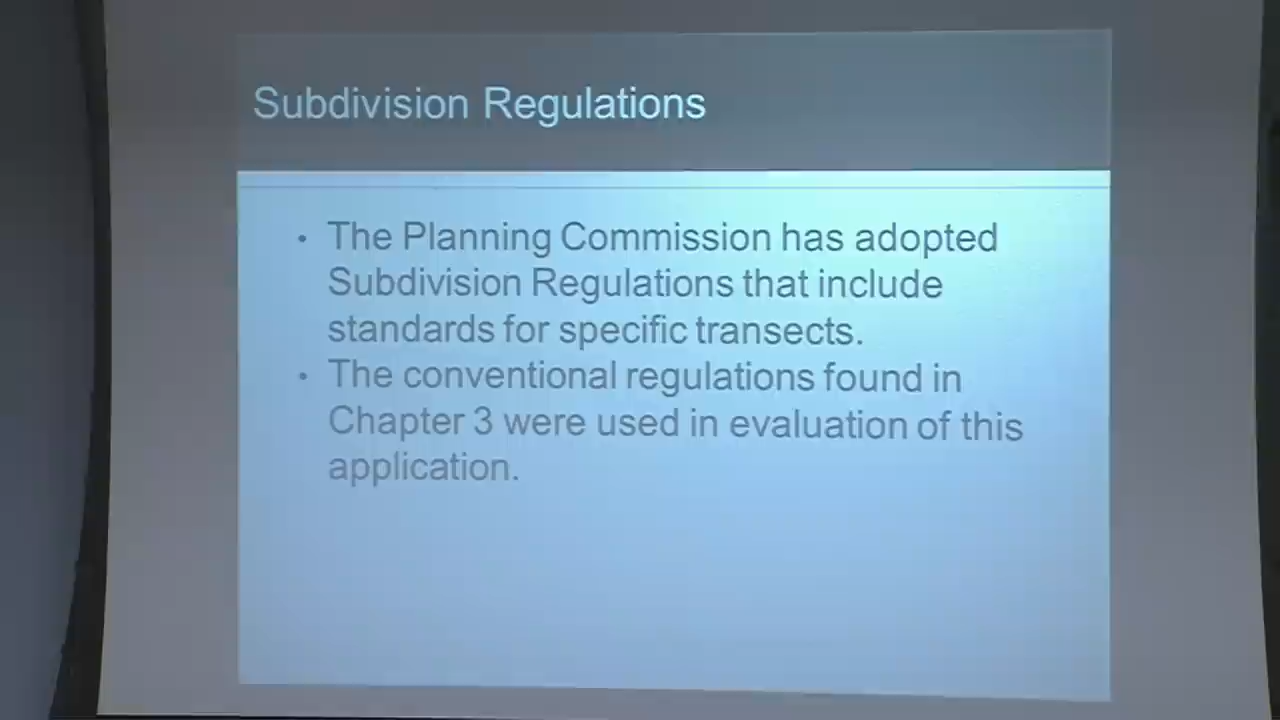 Subdivision Regulations
• The Planning Commission has adopted
Subdivision Regulations that include
standards for specific transects.
• The conventional regulations found in
Chapter 3 were used in evaluation of this
application.